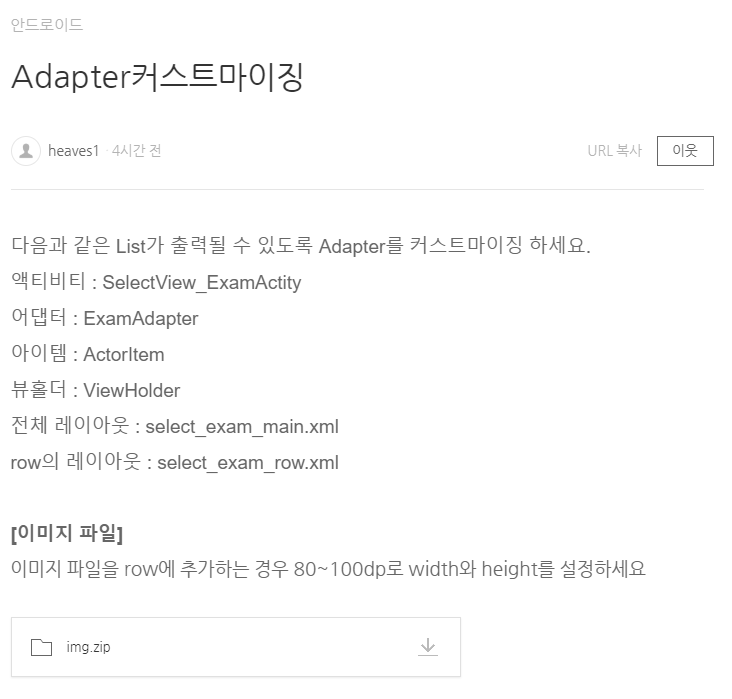 안드로이드
Adapter커스트마이징
heaves1 · 4시간 전
URL 복사
이웃
다음과 같은 List가 출력될 수 있도록 Adapter를 커스트마이징 하세요.
액티비티 : SelectView_ExamActity
어댑터 : ExamAdapter
아이템 : ActorItem
뷰홀더 : ViewHolder
전체 레이아웃 : select_exam_main.xml
row의 레이아웃 : select_exam_row.xml
[이미지 파일]
이미지 파일을 row에 추가하는 경우 80~100dp로 width와 height를 설정하세요
img.zip